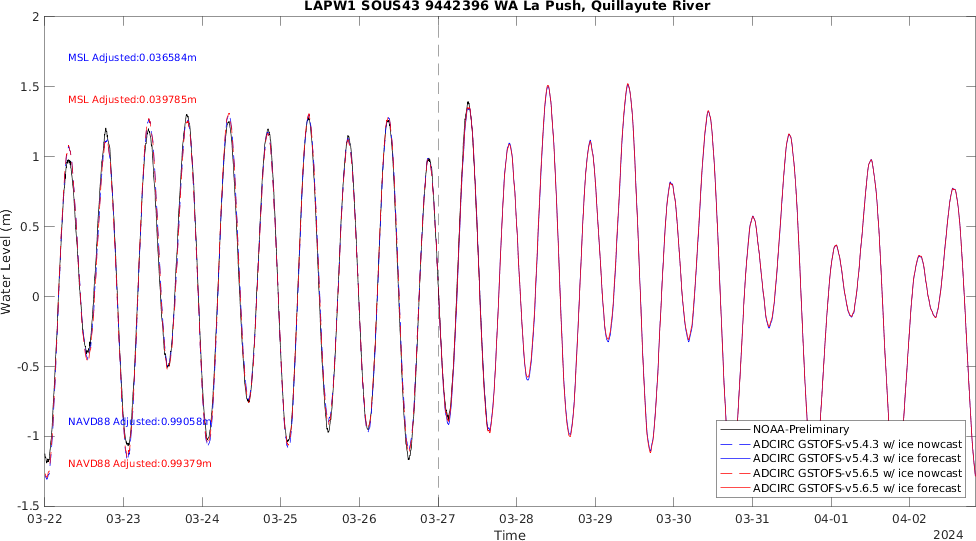 LAPW1 SOUS43 9442396 WA La Push, Quillayute River
2
1.5
1
0.5
0
-0.5
-1
-1.5
Water Level (m)
MSL Adjusted:0.036584m
MSL Adjusted:0.039785m
NAVD88 Adjusted:0.99058m
NAVD88 Adjusted:0.99379m
NOAA-Preliminary
ADCIRC GSTOFS-v5.4.3 w/ ice nowcast
ADCIRC GSTOFS-v5.4.3 w/ ice forecast
ADCIRC GSTOFS-v5.6.5 w/ ice nowcast
ADCIRC GSTOFS-v5.6.5 w/ ice forecast
03-22 03-23 03-24 03-25 03-26 03-27 03-28 03-29 03-30 03-31 04-01 04-02
Time
2024